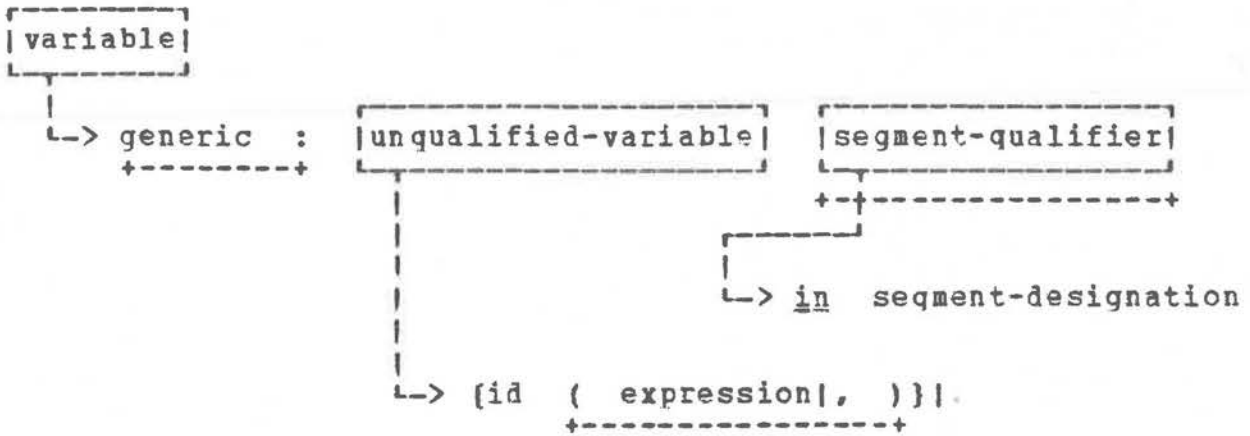 variable
generic : unqualified-variable segment-qualifier
in segment-designation
{id ( expression|, )}|.